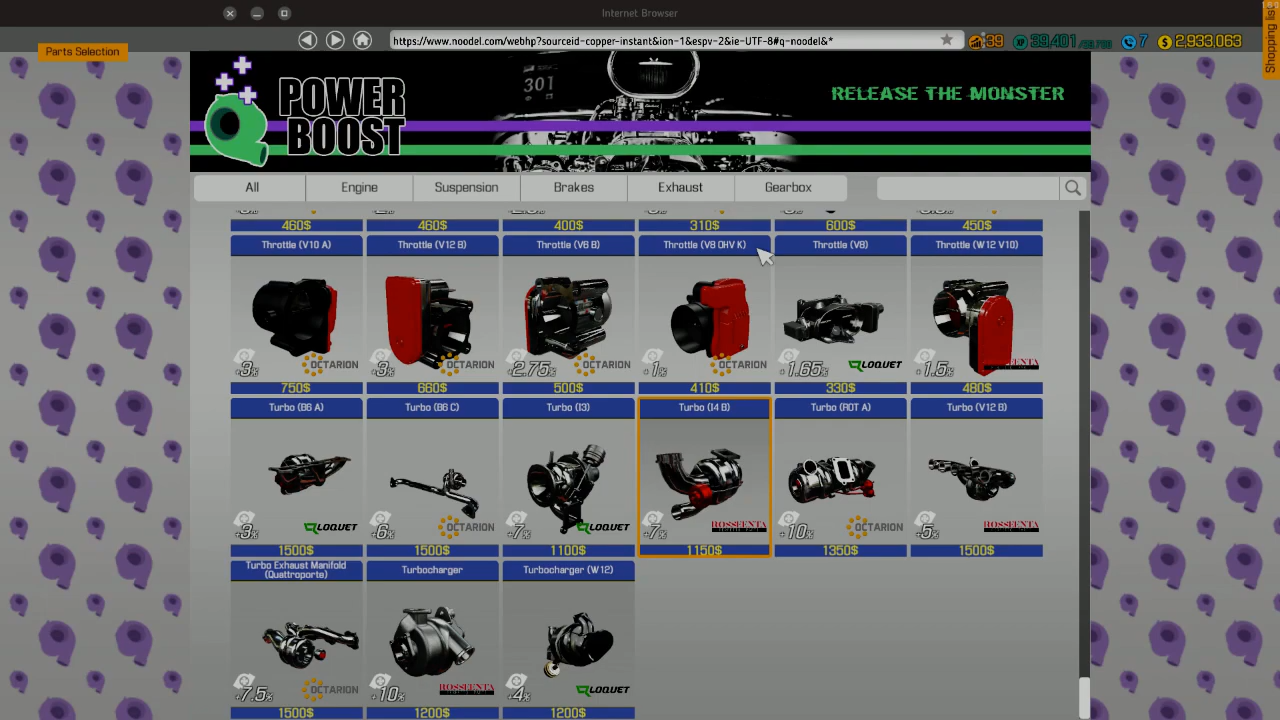 Internet Browser
Parts Selection
https://www.noodel.com/webhp?sourceid-copper-instant&ion-1&espv-2&ie-UTF-8#q-noodel&*
39
39,401
7
2,933,063
Shopping list
POWER
BOOST
301
RELEASE THE MONSTER
All Engine Suspension Brakes Exhaust Gearbox
460$ 460$ 400$ 310$ 600$ 450$
Throttle (V10 A) Throttle (V12 B) Throttle (V6 B) Throttle (V8 OHV K) Throttle (V8) Throttle (W12 V10)
+3% OCTARION +3% OCTARION +2.75% OCTARION +1% OCTARION +1.65% LOQUET +1.5%
750$ 660$ 500$ 410$ 330$ 480$
Turbo (B6 A) Turbo (B6 C) Turbo (I3) Turbo (I4 B) Turbo (ROT A) Turbo (V12 B)
+3% LOQUET +6% OCTARION +7% LOQUET +7% ROSSFENTA +10% OCTARION +5% ROSSFENTA
1500$ 1500$ 1100$ 1150$ 1350$ 1500$
Turbo Exhaust Manifold (Quattroporte) Turbocharger Turbocharger (W12)
+7.5% OCTARION +10% ROSSFENTA +4% LOQUET
1500$ 1200$ 1200$